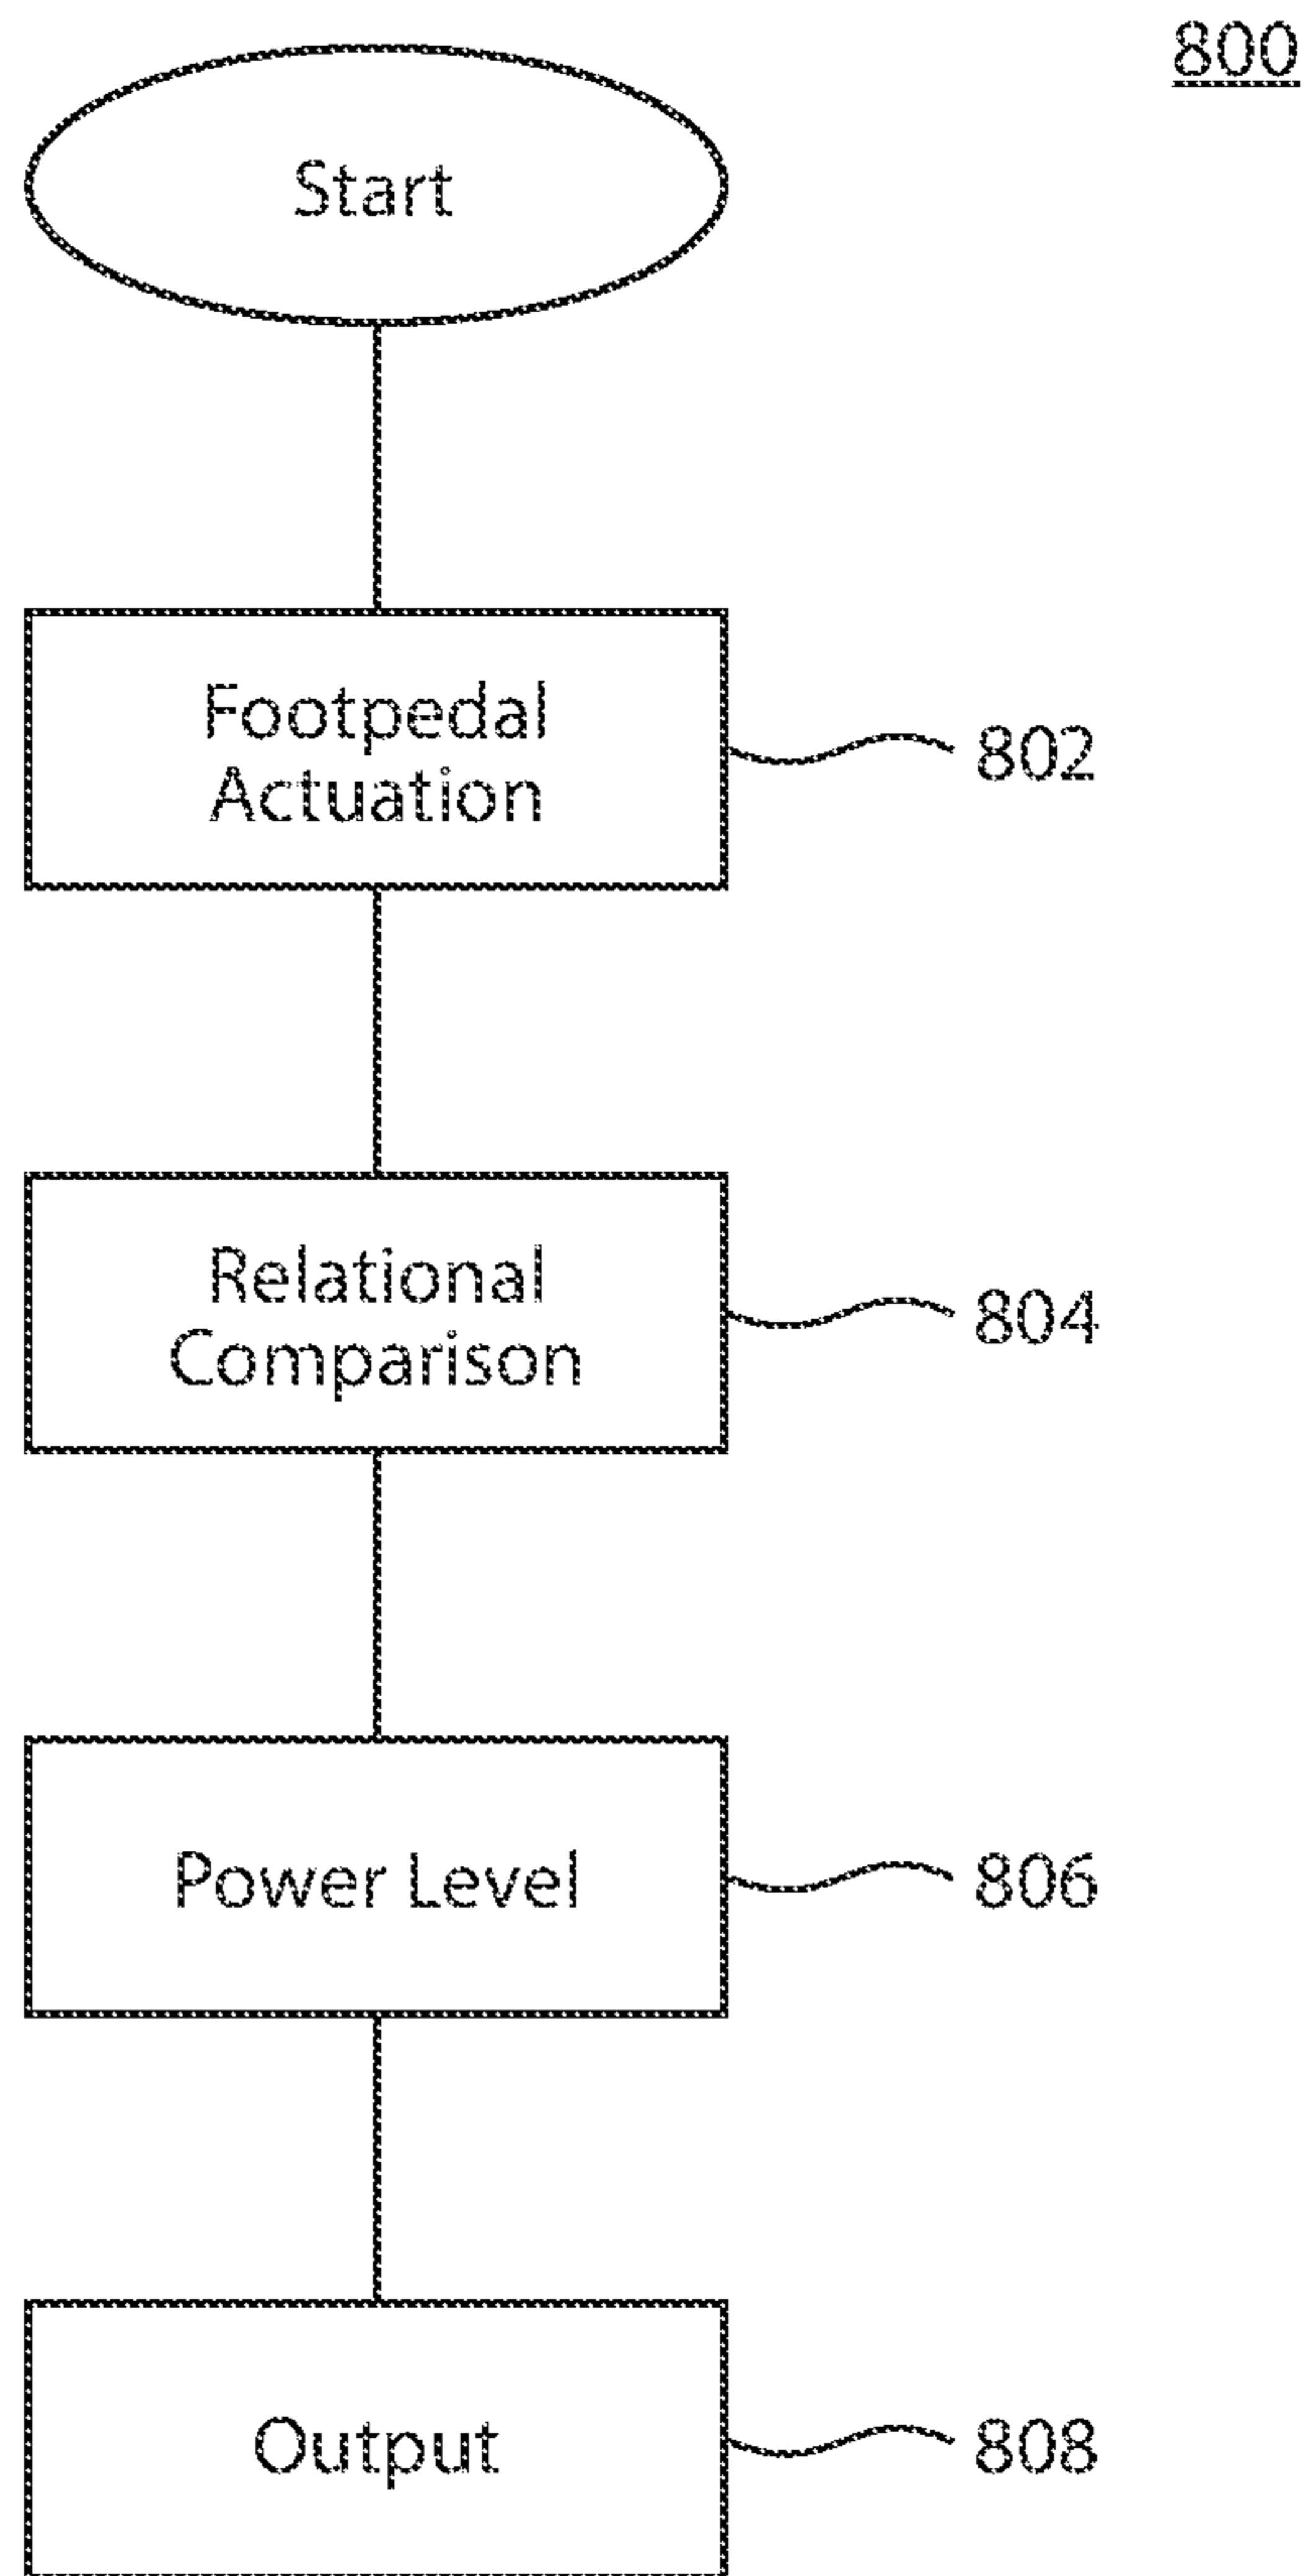 800
Start
Footpedal
Actuation
802
Relational
Comparison
804
Power Level
806
Output
808